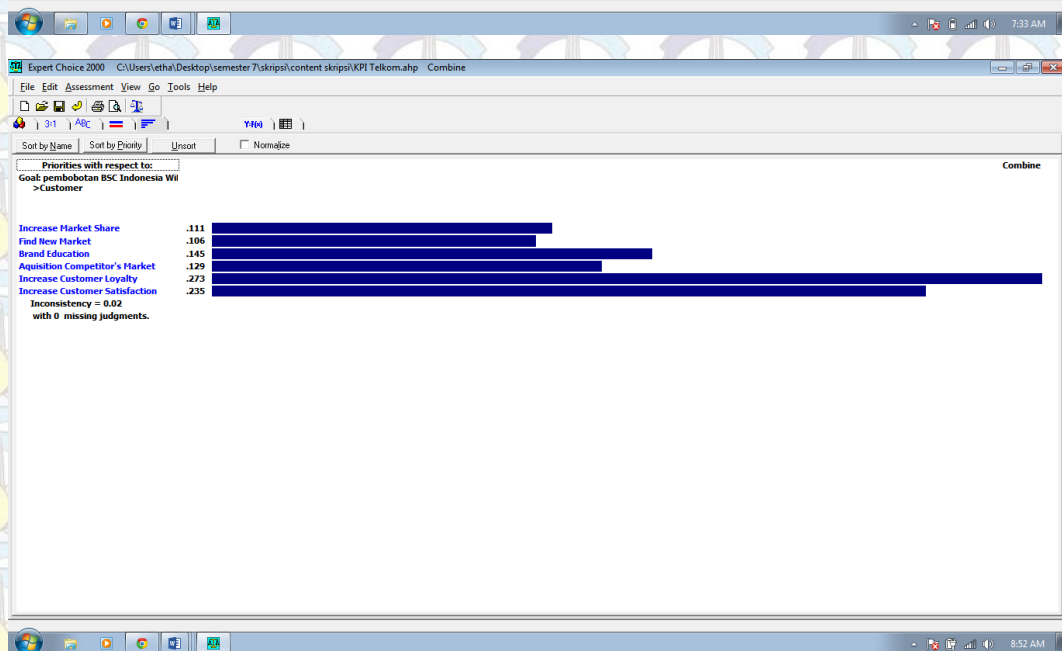 7:33 AM
Expert Choice 2000 C:\Users\etha\Desktop\semester 7\skripsi\content skripsi\KPI Telkom.ahp Combine
File Edit Assessment View Go Tools Help
3:1 ABC Y=f(x)
Sort by Name Sort by Priority Unsort Normalize
Priorities with respect to: Combine
Goal: pembobotan BSC Indonesia Wil
>Customer
Increase Market Share .111
Find New Market .106
Brand Education .145
Aquisition Competitor's Market .129
Increase Customer Loyalty .273
Increase Customer Satisfaction .235
Inconsistency = 0.02
with 0 missing judgments.
8:52 AM